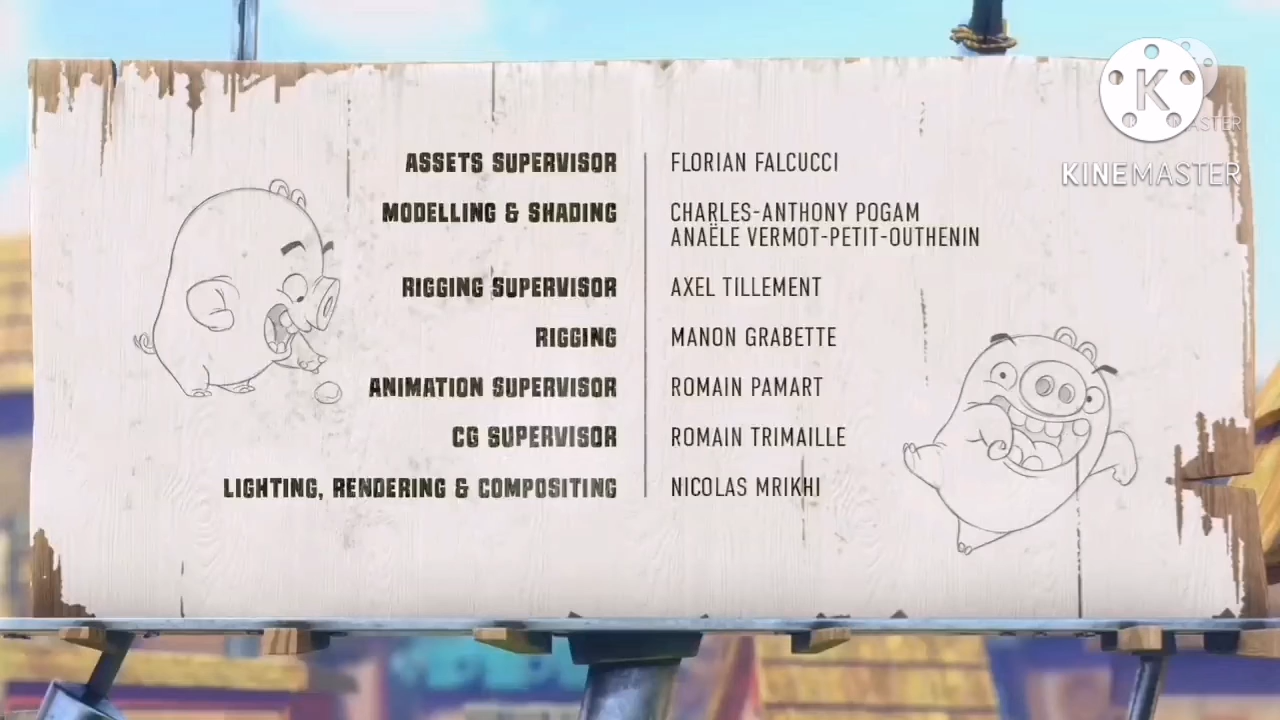 ASSETS SUPERVISOR FLORIAN FALCUCCI
MODELLING & SHADING CHARLES-ANTHONY POGAM
ANAËLE VERMOT-PETIT-OUTHENIN
RIGGING SUPERVISOR AXEL TILLEMENT
RIGGING MANON GRABETTE
ANIMATION SUPERVISOR ROMAIN PAMART
CG SUPERVISOR ROMAIN TRIMAILLE
LIGHTING, RENDERING & COMPOSITING NICOLAS MRIKHI
K
ASTER
KINEMASTER